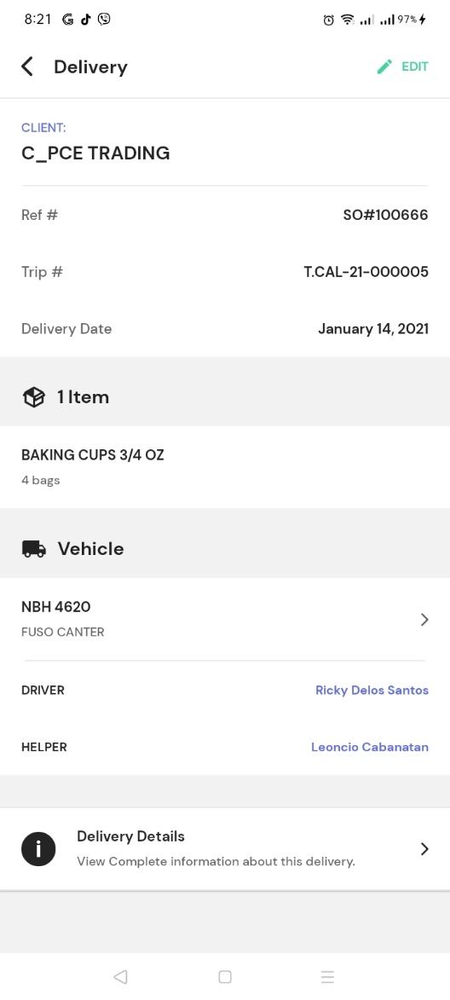 8:21
97%
Delivery
EDIT
CLIENT:
C_PCE TRADING
Ref # SO#100666
Trip # T.CAL-21-000005
Delivery Date January 14, 2021
1 Item
BAKING CUPS 3/4 OZ
4 bags
Vehicle
NBH 4620
FUSO CANTER
DRIVER Ricky Delos Santos
HELPER Leoncio Cabanatan
Delivery Details
View Complete information about this delivery.